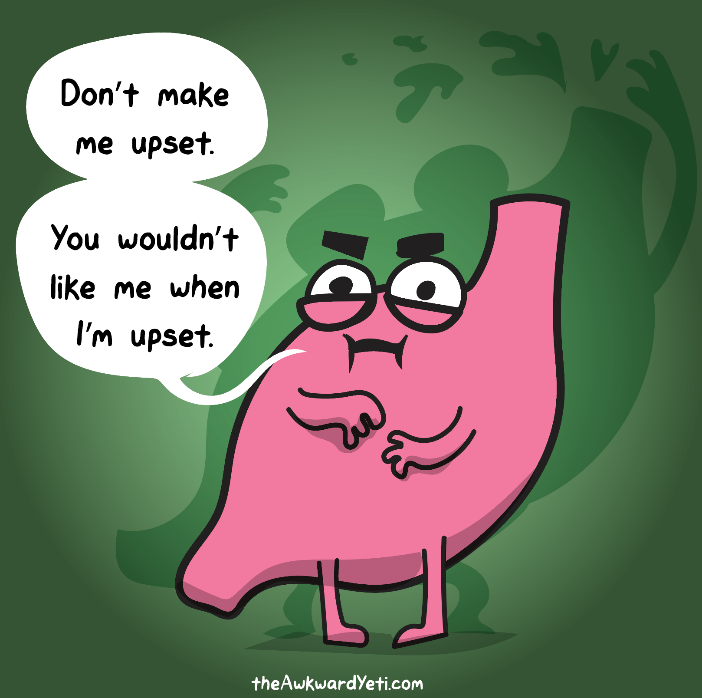 Don't make
me upset.
You wouldn't
like me when
I'm upset.
theAwkwardYeti.com